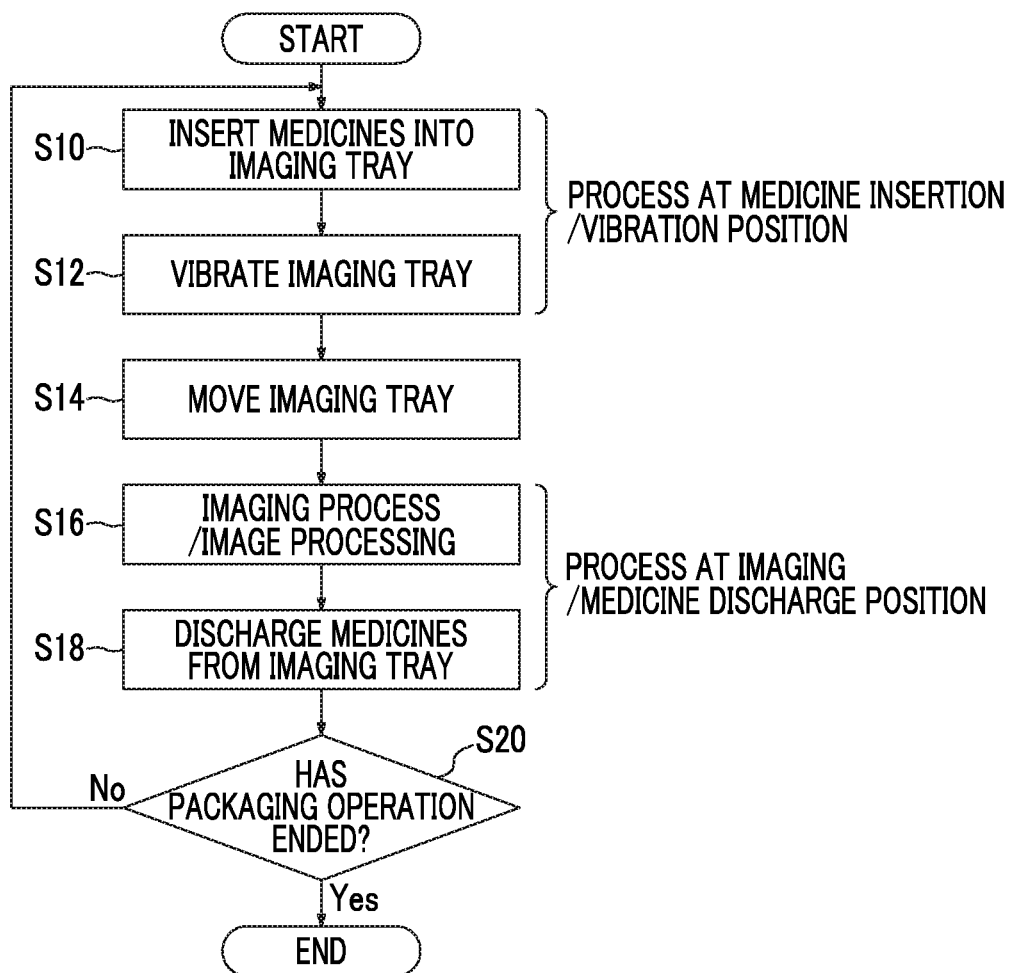 START
S10
INSERT MEDICINES INTO
IMAGING TRAY
PROCESS AT MEDICINE INSERTION
/VIBRATION POSITION
S12
VIBRATE IMAGING TRAY
S14
MOVE IMAGING TRAY
S16
IMAGING PROCESS
/IMAGE PROCESSING
PROCESS AT IMAGING
/MEDICINE DISCHARGE POSITION
S18
DISCHARGE MEDICINES
FROM IMAGING TRAY
S20
No
HAS
PACKAGING OPERATION
ENDED?
Yes
END